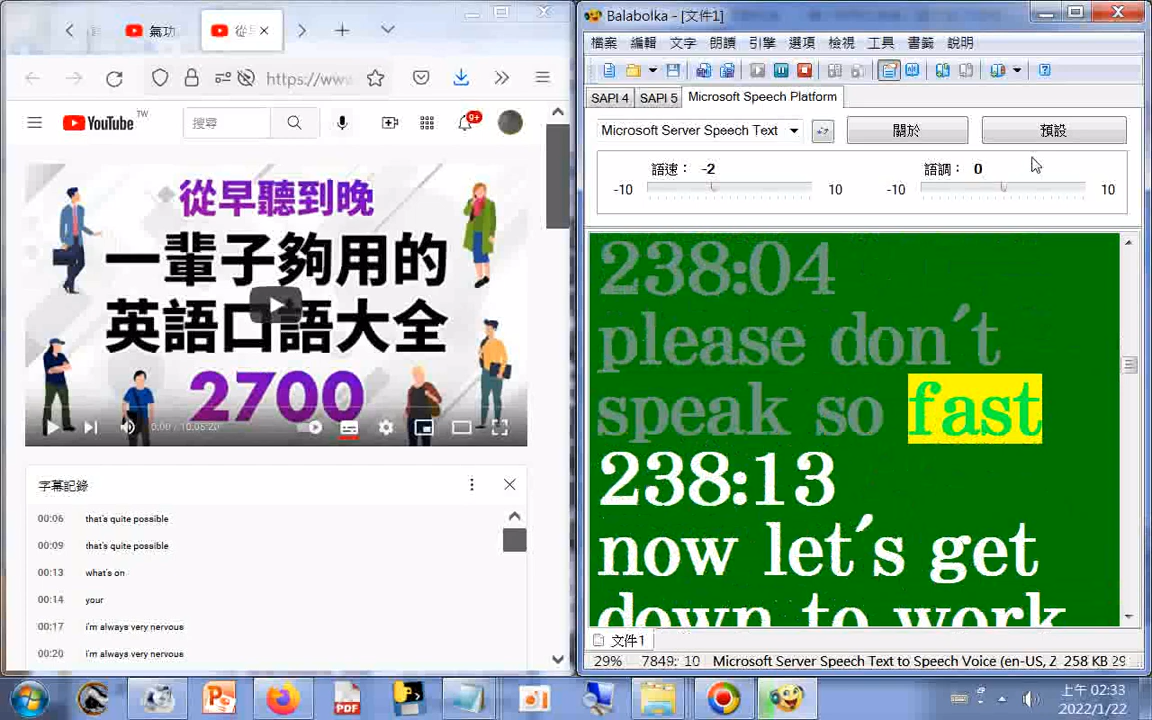 氣功
從
https://www
YouTube TW
搜尋
9+
從早聽到晚
一輩子夠用的
英語口語大全
2700
0:00 / 10:05:20
字幕記錄
00:06 that's quite possible
00:09 that's quite possible
00:13 what's on
00:14 your
00:17 i'm always very nervous
00:20 i'm always very nervous
Balabolka - [文件1]
檔案 編輯 文字 朗讀 引擎 選項 檢視 工具 書籤 說明
SAPI 4 SAPI 5 Microsoft Speech Platform
Microsoft Server Speech Text 關於 預設
語速： -2 語調： 0
-10 10 -10 10
238:04
please don't
speak so fast
238:13
now let's get
down to work
文件1
29% 7849: 10 Microsoft Server Speech Text to Speech Voice (en-US, Z 258 KB 29
PDF
上午 02:33
2022/1/22